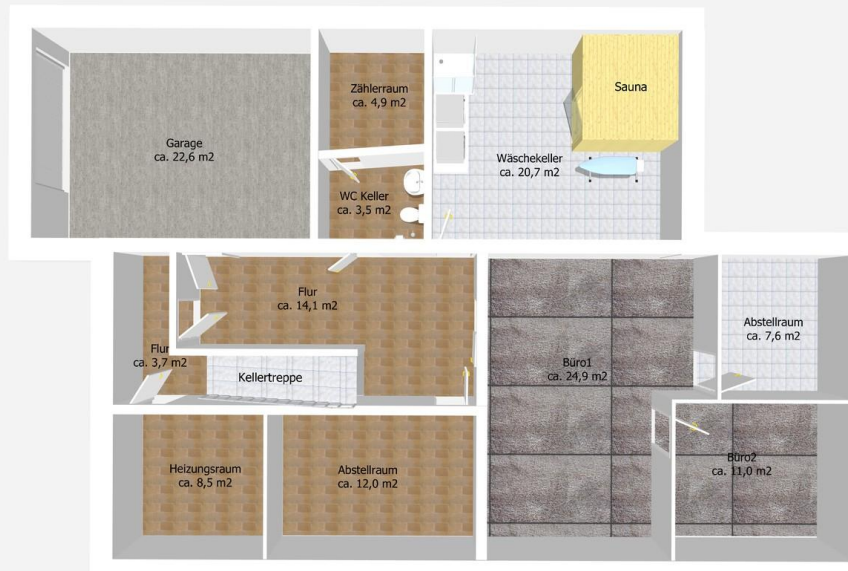 Garage
ca. 22,6 m2
Zählerraum
ca. 4,9 m2
WC Keller
ca. 3,5 m2
Sauna
Wäschekeller
ca. 20,7 m2
Flur
ca. 14,1 m2
Flur
ca. 3,7 m2
Kellertreppe
Büro1
ca. 24,9 m2
Abstellraum
ca. 7,6 m2
Heizungsraum
ca. 8,5 m2
Abstellraum
ca. 12,0 m2
Büro2
ca. 11,0 m2